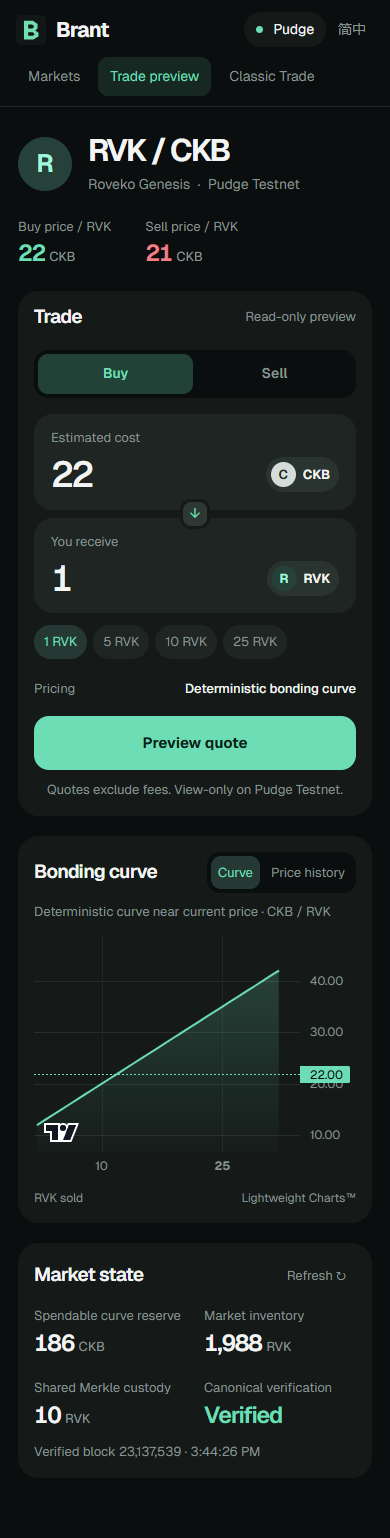 B Brant
Pudge 简中
Markets Trade preview Classic Trade
R
RVK / CKB
Roveko Genesis · Pudge Testnet
Buy price / RVK Sell price / RVK
22 CKB 21 CKB
Trade Read-only preview
Buy Sell
Estimated cost
22 C CKB
You receive
1 R RVK
1 RVK 5 RVK 10 RVK 25 RVK
Pricing Deterministic bonding curve
Preview quote
Quotes exclude fees. View-only on Pudge Testnet.
Bonding curve Curve Price history
Deterministic curve near current price · CKB / RVK
40.00
30.00
22.00
20.00
10.00
10 25
RVK sold Lightweight Charts™
Market state Refresh ↻
Spendable curve reserve Market inventory
186 CKB 1,988 RVK
Shared Merkle custody Canonical verification
10 RVK Verified
Verified block 23,137,539 · 3:44:26 PM